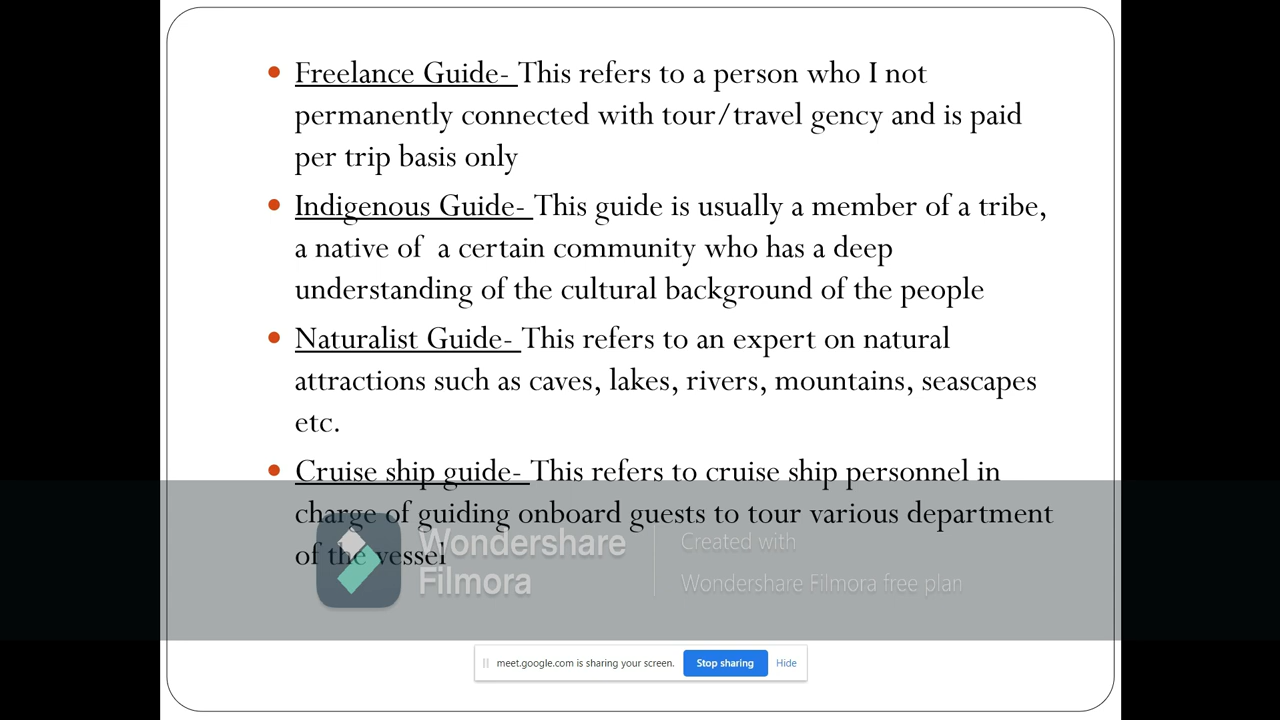 Freelance Guide- This refers to a person who I not
permanently connected with tour/travel gency and is paid
per trip basis only
Indigenous Guide- This guide is usually a member of a tribe,
a native of a certain community who has a deep
understanding of the cultural background of the people
Naturalist Guide- This refers to an expert on natural
attractions such as caves, lakes, rivers, mountains, seascapes
etc.
Cruise ship guide- This refers to cruise ship personnel in
charge of guiding onboard guests to tour various department
of the vessel
Wondershare
Filmora
Created with
Wondershare Filmora free plan
meet.google.com is sharing your screen.
Stop sharing
Hide